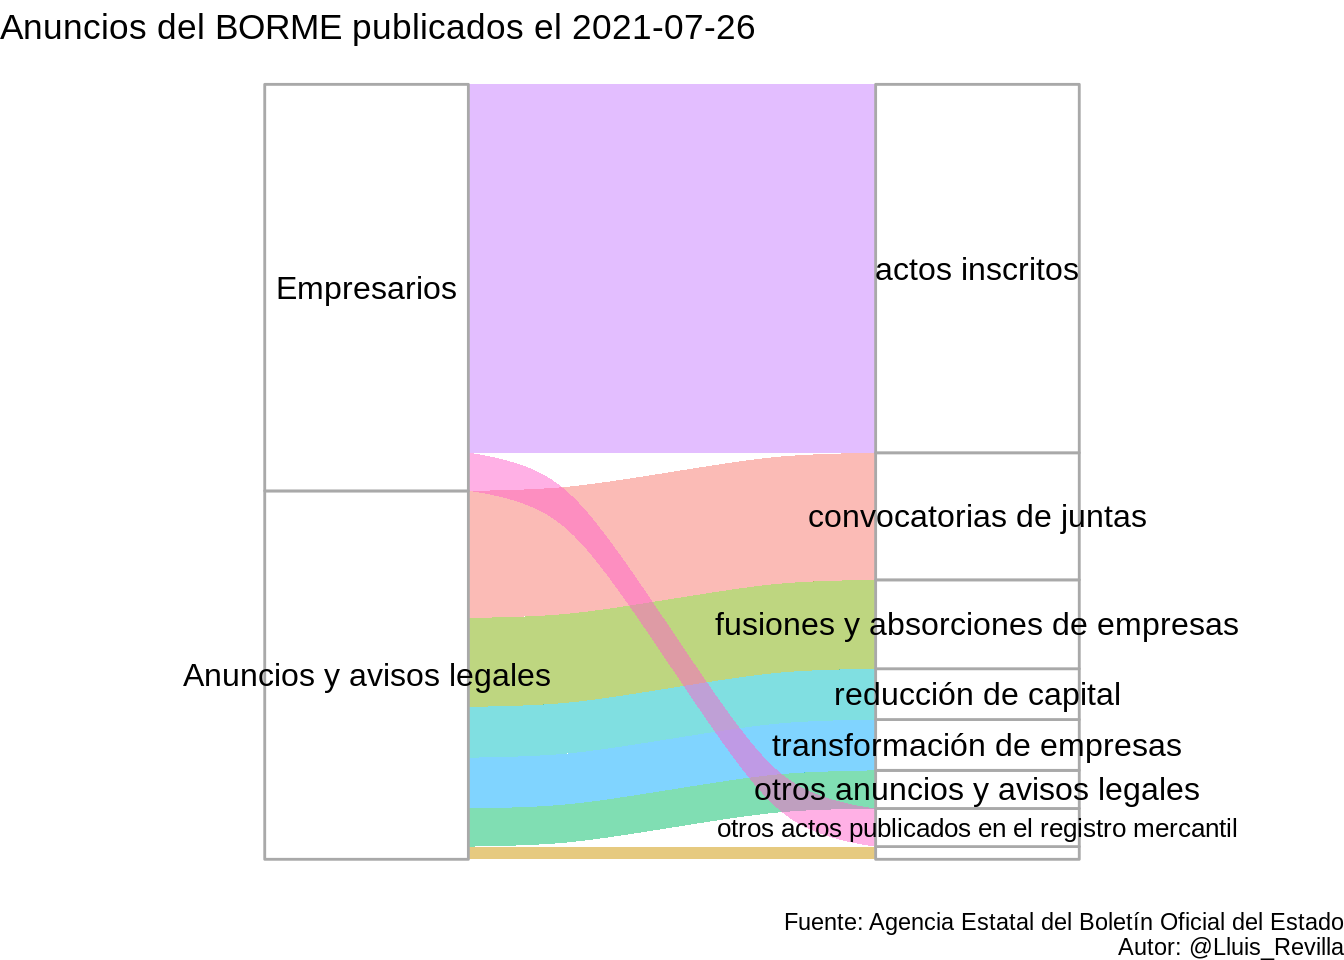 Anuncios del BORME publicados el 2021-07-26
Empresarios
Anuncios y avisos legales
actos inscritos
convocatorias de juntas
fusiones y absorciones de empresas
reducción de capital
transformación de empresas
otros anuncios y avisos legales
otros actos publicados en el registro mercantil
Fuente: Agencia Estatal del Boletín Oficial del Estado
Autor: @Lluis_Revilla